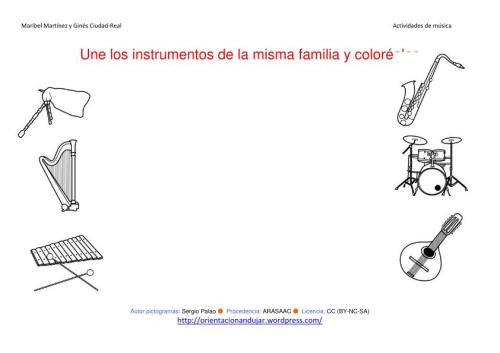 Maribel Martínez y Ginés Ciudad-Real
Actividades de música
Une los instrumentos de la misma familia y coloré
Autor pictogramas: Sergio Palao Procedencia: ARASAAC Licencia: CC (BY-NC-SA)
http://orientacionandujar.wordpress.com/